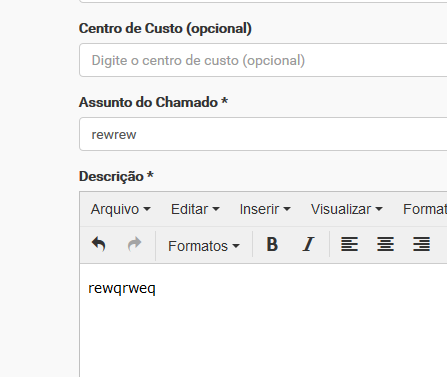 Centro de Custo (opcional)
Digite o centro de custo (opcional)
Assunto do Chamado *
rewrew
Descrição *
Arquivo Editar Inserir Visualizar Format
Formatos B I
rewqrweq